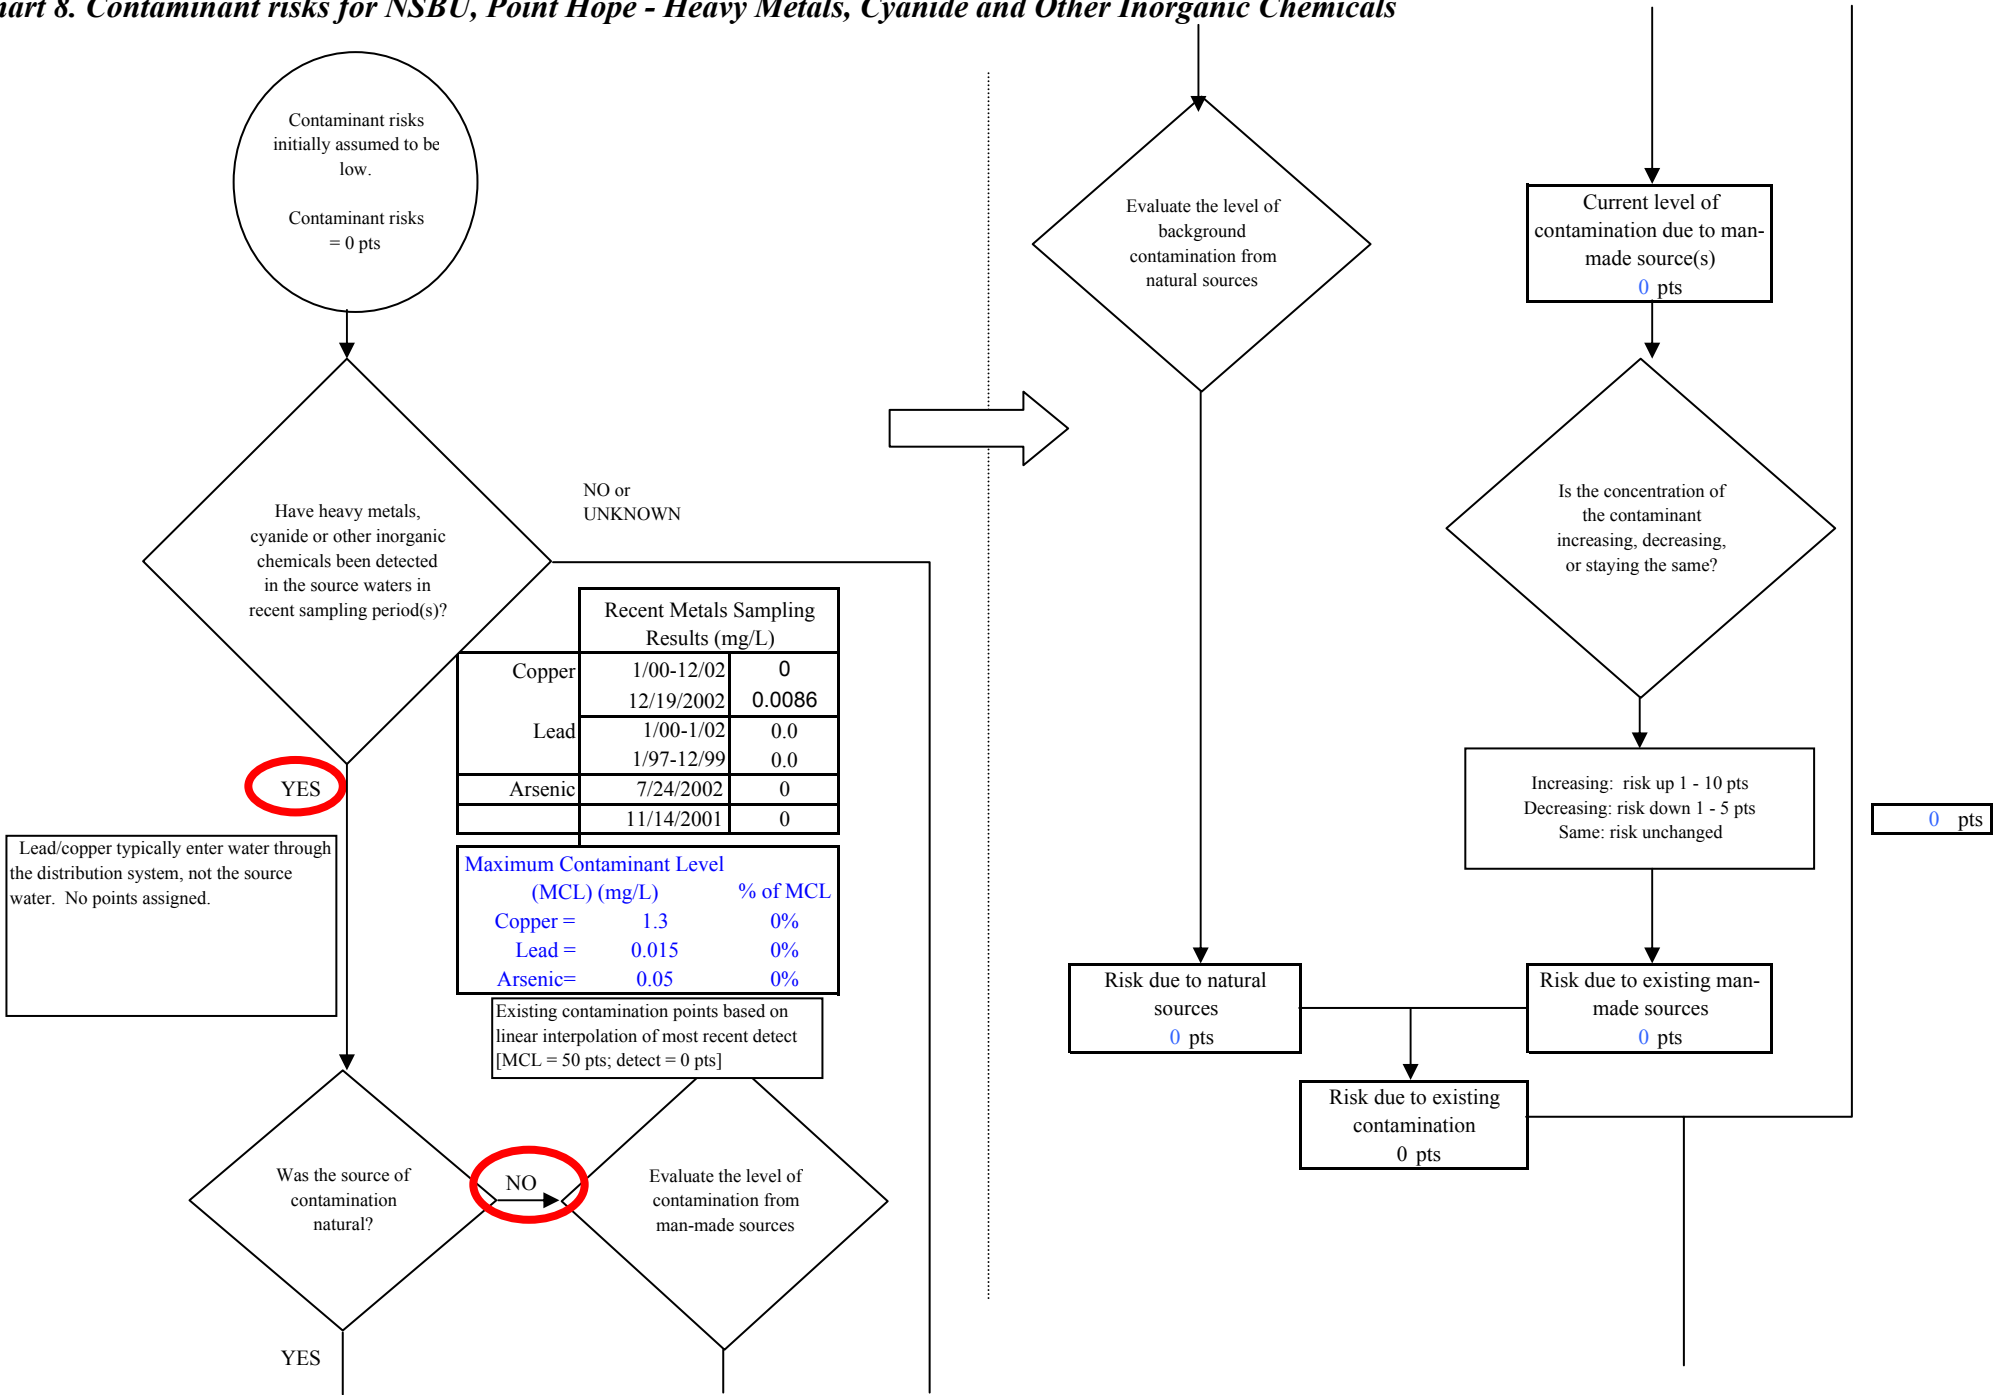 hart 8. Contaminant risks for NSBU, Point Hope - Heavy Metals, Cyanide and Other Inorganic Chemicals
Contaminant risks
initially assumed to be
low.
Contaminant risks
= 0 pts
Have heavy metals,
cyanide or other inorganic
chemicals been detected
in the source waters in
recent sampling period(s)?
NO or
UNKNOWN
Recent Metals Sampling
Results (mg/L)
Copper 1/00-12/02 0
12/19/2002 0.0086
Lead 1/00-1/02 0.0
1/97-12/99 0.0
Arsenic 7/24/2002 0
11/14/2001 0
YES
Lead/copper typically enter water through
the distribution system, not the source
water. No points assigned.
Maximum Contaminant Level
(MCL) (mg/L) % of MCL
Copper = 1.3 0%
Lead = 0.015 0%
Arsenic= 0.05 0%
Existing contamination points based on
linear interpolation of most recent detect
[MCL = 50 pts; detect = 0 pts]
Was the source of
contamination
natural?
NO
Evaluate the level of
contamination from
man-made sources
YES
Evaluate the level of
background
contamination from
natural sources
Current level of
contamination due to man-
made source(s)
0 pts
Is the concentration of
the contaminant
increasing, decreasing,
or staying the same?
Increasing: risk up 1 - 10 pts
Decreasing: risk down 1 - 5 pts
Same: risk unchanged
0 pts
Risk due to natural
sources
0 pts
Risk due to existing man-
made sources
0 pts
Risk due to existing
contamination
0 pts